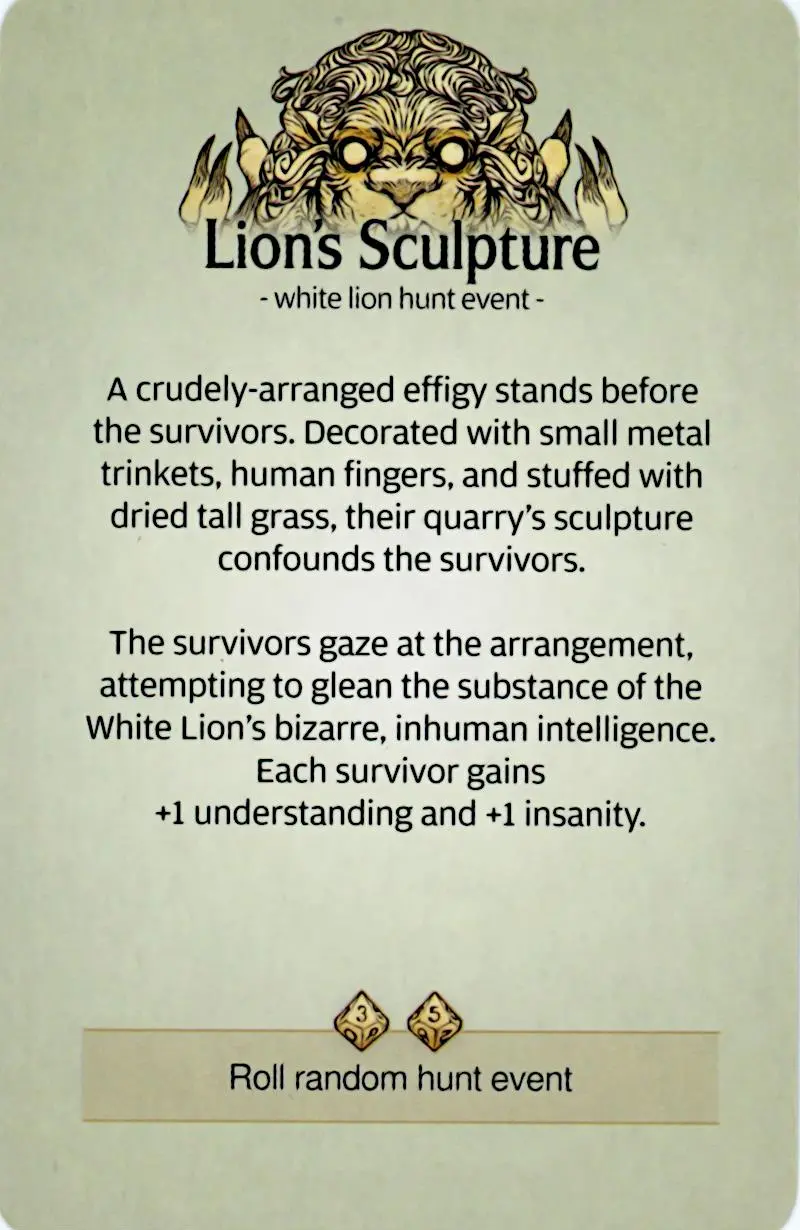 Lion's Sculpture
- white lion hunt event -
A crudely-arranged effigy stands before
the survivors. Decorated with small metal
trinkets, human fingers, and stuffed with
dried tall grass, their quarry's sculpture
confounds the survivors.
The survivors gaze at the arrangement,
attempting to glean the substance of the
White Lion's bizarre, inhuman intelligence.
Each survivor gains
+1 understanding and +1 insanity.
3 5
Roll random hunt event